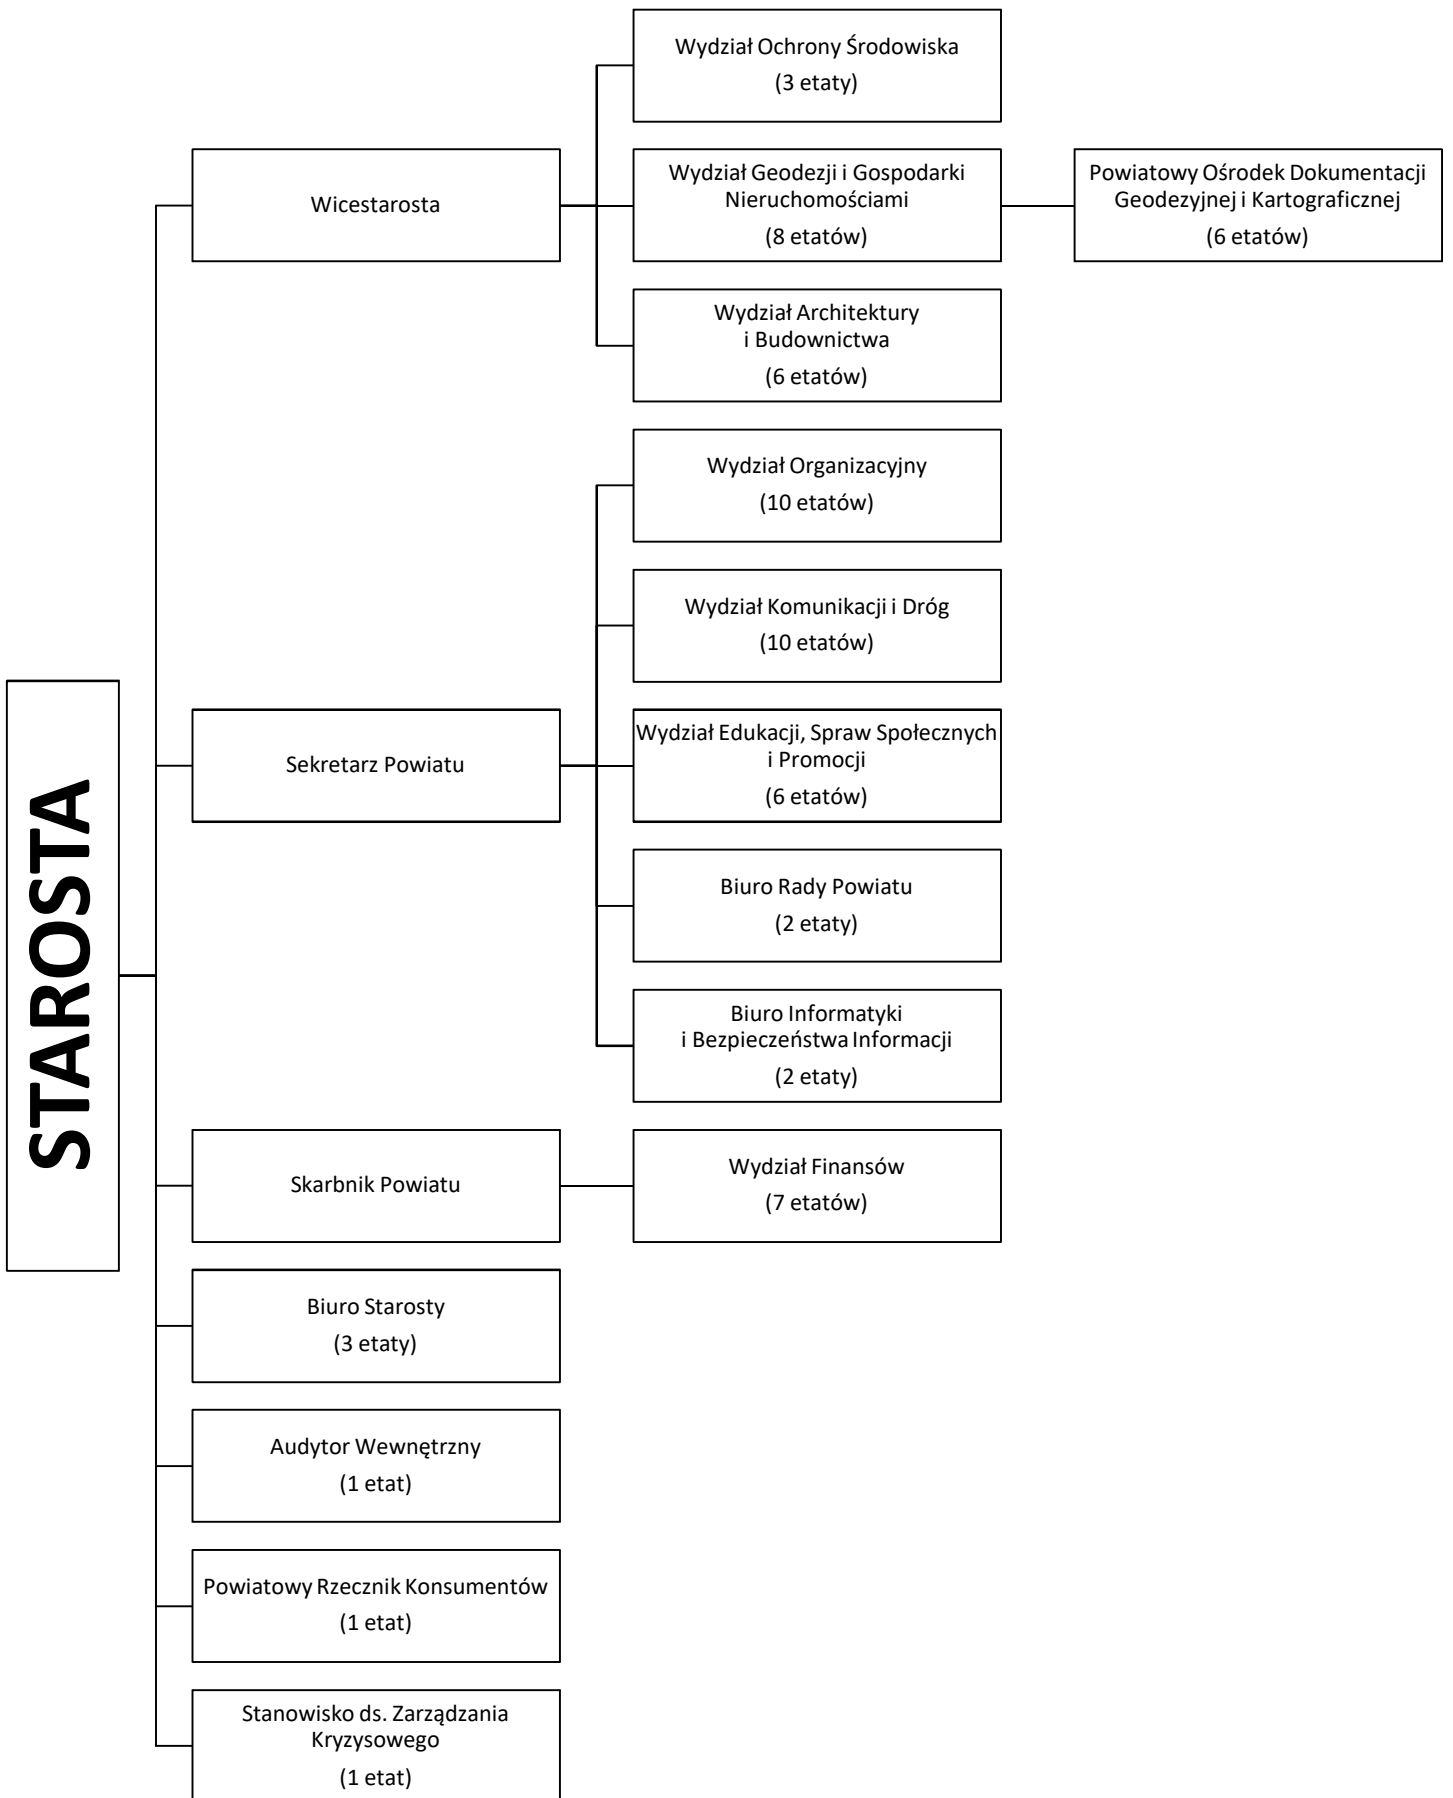 STAROSTA
Wicestarosta
Wydział Ochrony Środowiska
(3 etaty)
Wydział Geodezji i Gospodarki
Nieruchomościami
(8 etatów)
Powiatowy Ośrodek Dokumentacji
Geodezyjnej i Kartograficznej
(6 etatów)
Wydział Architektury
i Budownictwa
(6 etatów)
Sekretarz Powiatu
Wydział Organizacyjny
(10 etatów)
Wydział Komunikacji i Dróg
(10 etatów)
Wydział Edukacji, Spraw Społecznych
i Promocji
(6 etatów)
Biuro Rady Powiatu
(2 etaty)
Biuro Informatyki
i Bezpieczeństwa Informacji
(2 etaty)
Skarbnik Powiatu
Wydział Finansów
(7 etatów)
Biuro Starosty
(3 etaty)
Audytor Wewnętrzny
(1 etat)
Powiatowy Rzecznik Konsumentów
(1 etat)
Stanowisko ds. Zarządzania
Kryzysowego
(1 etat)